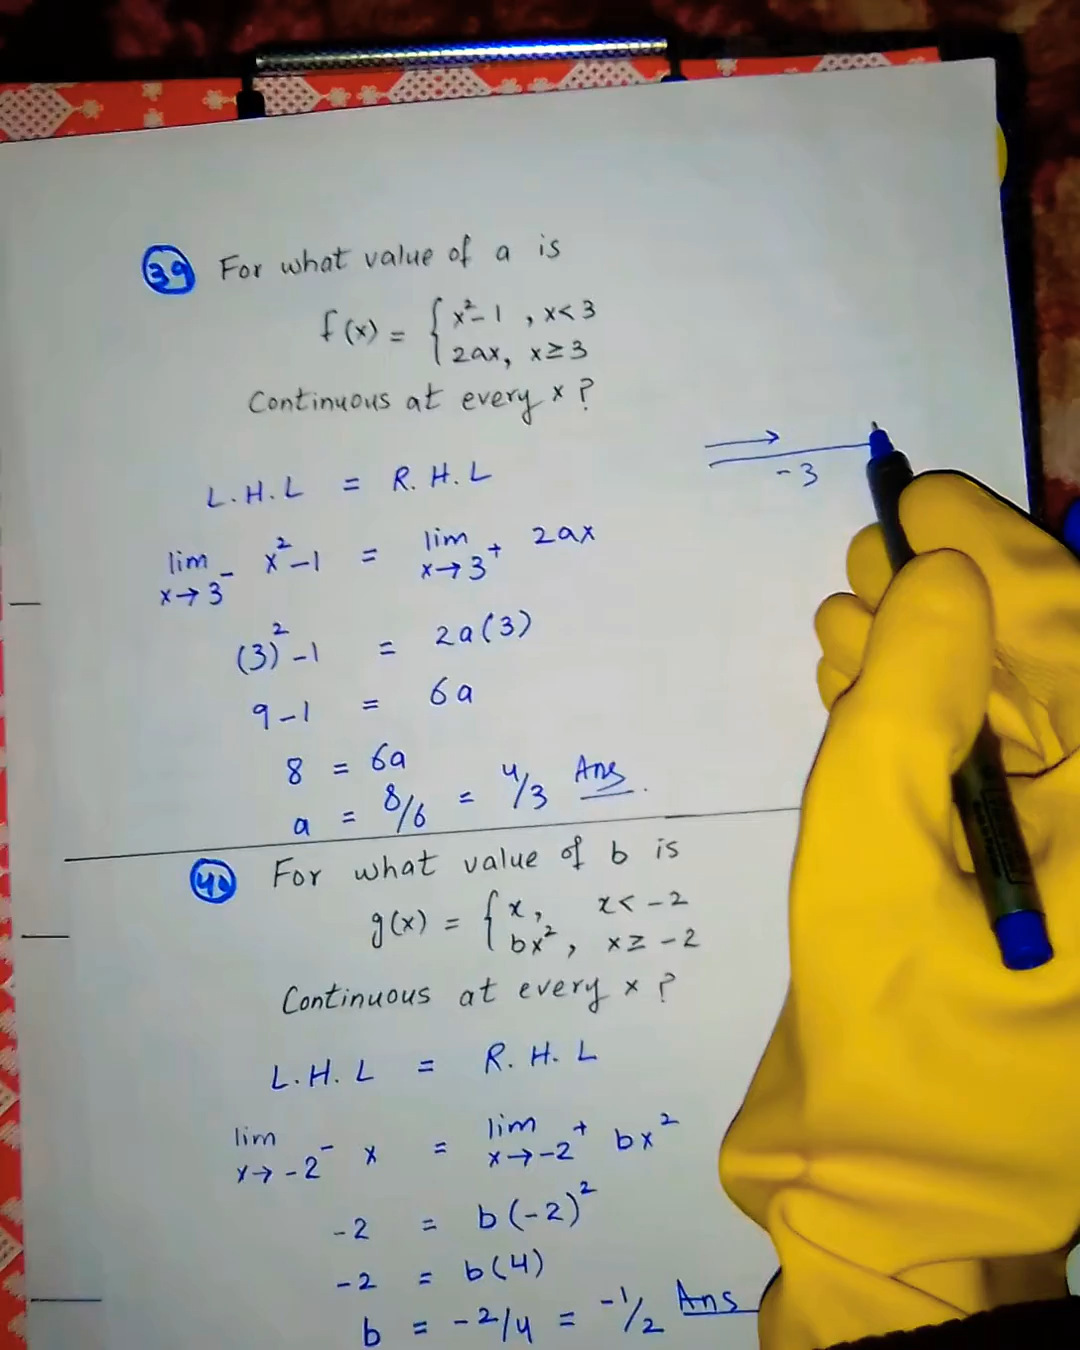 39 For what value of a is
f(x) = { x²-1 , x<3
2ax, x≥3
Continuous at every x ?
-3
L.H.L = R.H.L
lim x→3⁻ x²-1 = lim x→3⁺ 2ax
(3)²-1 = 2a(3)
9-1 = 6a
8 = 6a
a = 8/6 = 4/3 Ans.
40 For what value of b is
g(x) = { x, x<-2
bx², x≥-2
Continuous at every x ?
L.H.L = R.H.L
lim x→-2⁻ x = lim x→-2⁺ bx²
-2 = b(-2)²
-2 = b(4)
b = -2/4 = -1/2 Ans